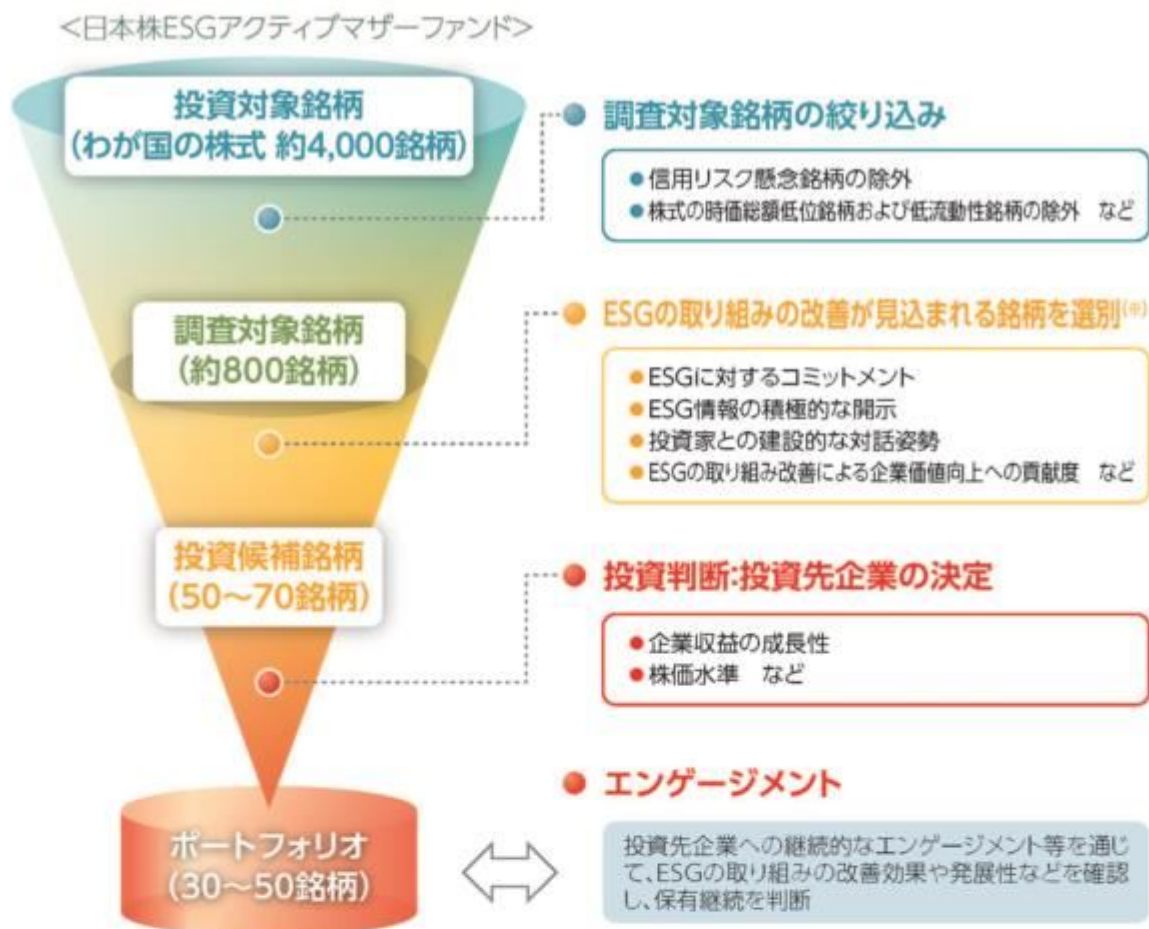 <日本株ESGアクティブマザーファンド>
投資対象銘柄
(わが国の株式 約4,000銘柄)
調査対象銘柄の絞り込み
●信用リスク懸念銘柄の除外
●株式の時価総額低位銘柄および低流動性銘柄の除外 など
調査対象銘柄
(約800銘柄)
ESGの取り組みの改善が見込まれる銘柄を選別(※)
●ESGに対するコミットメント
●ESG情報の積極的な開示
●投資家との建設的な対話姿勢
●ESGの取り組み改善による企業価値向上への貢献度 など
投資候補銘柄
(50〜70銘柄)
投資判断:投資先企業の決定
●企業収益の成長性
●株価水準 など
ポートフォリオ
(30〜50銘柄)
エンゲージメント
投資先企業への継続的なエンゲージメント等を通じ
て、ESGの取り組みの改善効果や発展性などを確認
し、保有継続を判断